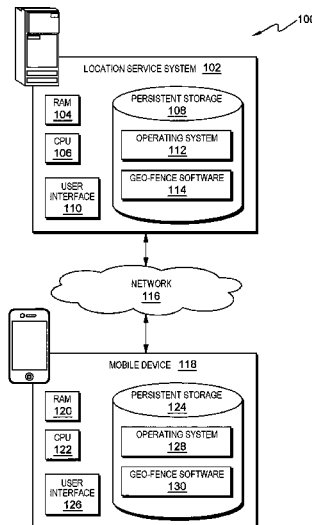 100
LOCATION SERVICE SYSTEM 102
RAM
104
PERSISTENT STORAGE
108
CPU
106
OPERATING SYSTEM
112
USER
INTERFACE
110
GEO-FENCE SOFTWARE
114
NETWORK
116
MOBILE DEVICE 118
RAM
120
PERSISTENT STORAGE
124
CPU
122
OPERATING SYSTEM
128
USER
INTERFACE
126
GEO-FENCE SOFTWARE
130